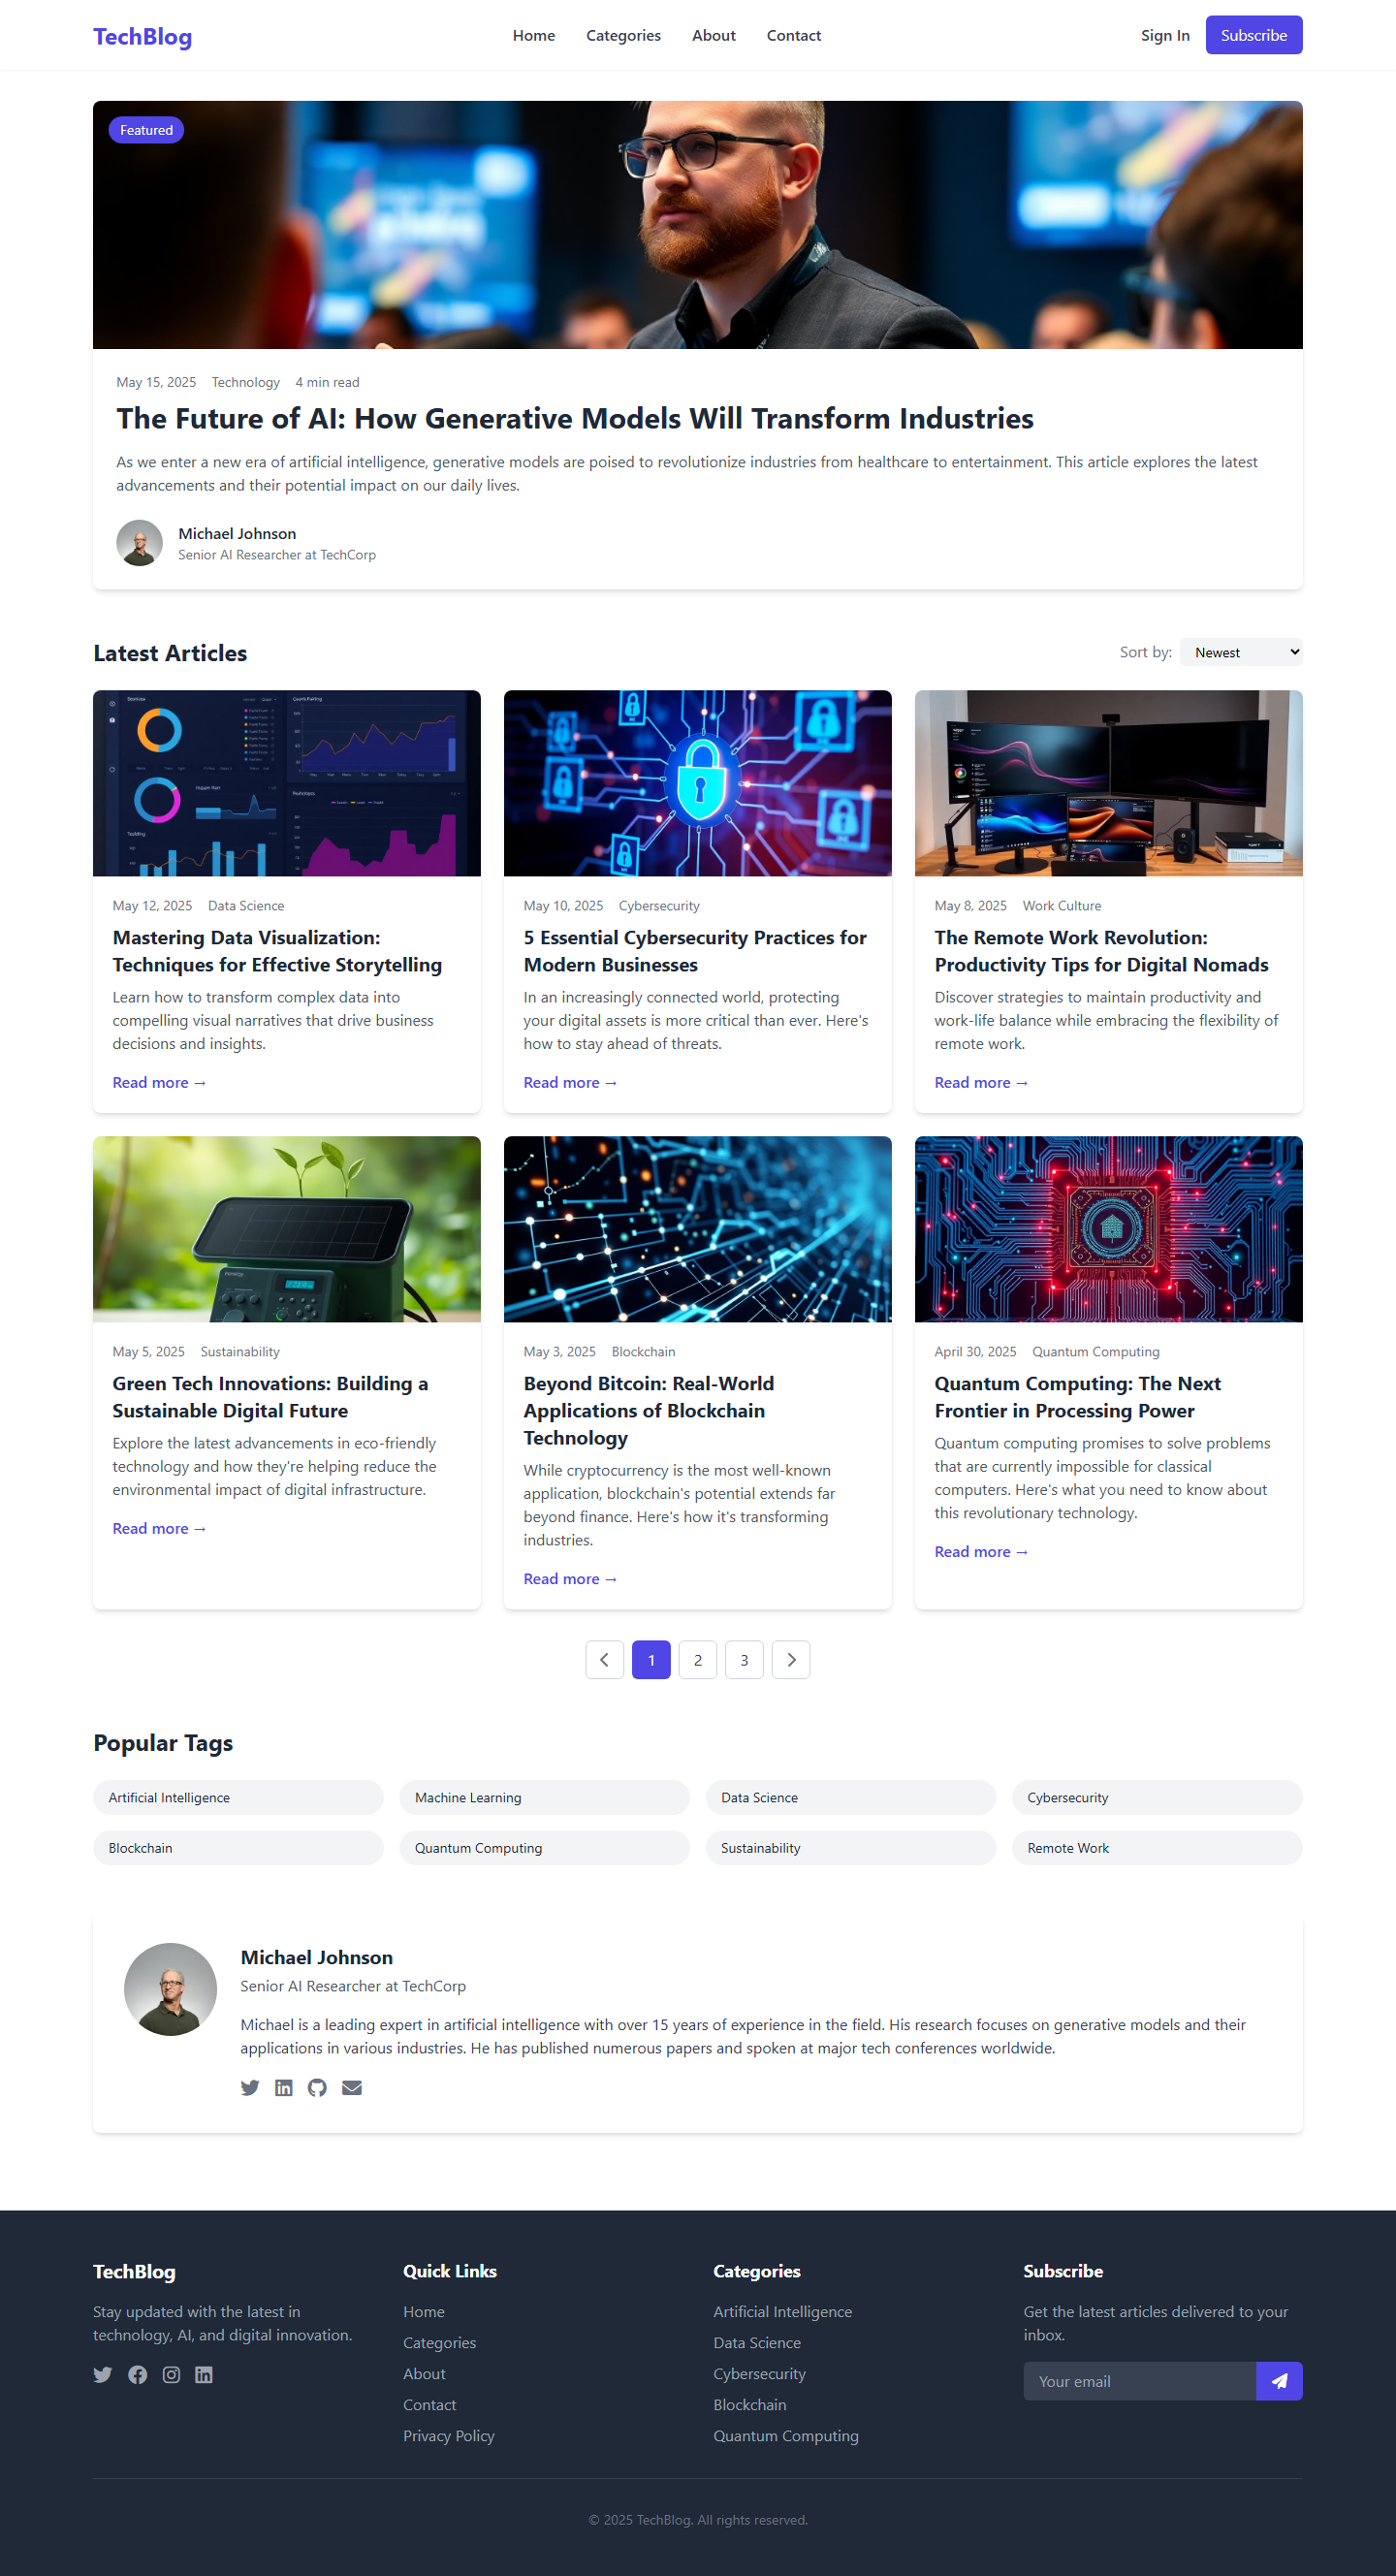 TechBlog
Home
Categories
About
Contact
Sign In
Subscribe
Featured
May 15, 2025 Technology 4 min read
The Future of AI: How Generative Models Will Transform Industries
As we enter a new era of artificial intelligence, generative models are poised to revolutionize industries from healthcare to entertainment. This article explores the latest
advancements and their potential impact on our daily lives.
Michael Johnson
Senior AI Researcher at TechCorp
Latest Articles
Sort by: Newest
May 12, 2025 Data Science
Mastering Data Visualization:
Techniques for Effective Storytelling
Learn how to transform complex data into
compelling visual narratives that drive business
decisions and insights.
Read more →
May 10, 2025 Cybersecurity
5 Essential Cybersecurity Practices for
Modern Businesses
In an increasingly connected world, protecting
your digital assets is more critical than ever. Here's
how to stay ahead of threats.
Read more →
May 8, 2025 Work Culture
The Remote Work Revolution:
Productivity Tips for Digital Nomads
Discover strategies to maintain productivity and
work-life balance while embracing the flexibility of
remote work.
Read more →
May 5, 2025 Sustainability
Green Tech Innovations: Building a
Sustainable Digital Future
Explore the latest advancements in eco-friendly
technology and how they're helping reduce the
environmental impact of digital infrastructure.
Read more →
May 3, 2025 Blockchain
Beyond Bitcoin: Real-World
Applications of Blockchain
Technology
While cryptocurrency is the most well-known
application, blockchain's potential extends far
beyond finance. Here's how it's transforming
industries.
Read more →
April 30, 2025 Quantum Computing
Quantum Computing: The Next
Frontier in Processing Power
Quantum computing promises to solve problems
that are currently impossible for classical
computers. Here's what you need to know about
this revolutionary technology.
Read more →
1
2
3
Popular Tags
Artificial Intelligence
Machine Learning
Data Science
Cybersecurity
Blockchain
Quantum Computing
Sustainability
Remote Work
Michael Johnson
Senior AI Researcher at TechCorp
Michael is a leading expert in artificial intelligence with over 15 years of experience in the field. His research focuses on generative models and their
applications in various industries. He has published numerous papers and spoken at major tech conferences worldwide.
TechBlog
Stay updated with the latest in
technology, AI, and digital innovation.
Quick Links
Home
Categories
About
Contact
Privacy Policy
Categories
Artificial Intelligence
Data Science
Cybersecurity
Blockchain
Quantum Computing
Subscribe
Get the latest articles delivered to your
inbox.
Your email
© 2025 TechBlog. All rights reserved.